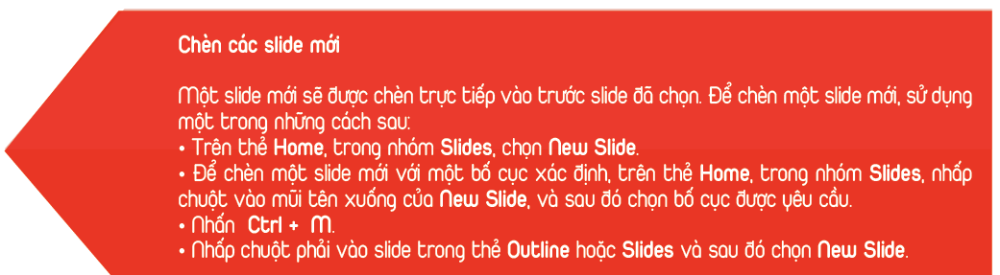 Chèn các slide mới
Một slide mới sẽ được chèn trực tiếp vào trước slide đã chọn. Để chèn một slide mới, sử dụng
một trong những cách sau:
• Trên thẻ Home, trong nhóm Slides, chọn New Slide.
• Để chèn một slide mới với một bố cục xác định, trên thẻ Home, trong nhóm Slides, nhấp
chuột vào mũi tên xuống của New Slide, và sau đó chọn bố cục được yêu cầu.
• Nhấn Ctrl + M.
• Nhấp chuột phải vào slide trong thẻ Outline hoặc Slides và sau đó chọn New Slide.